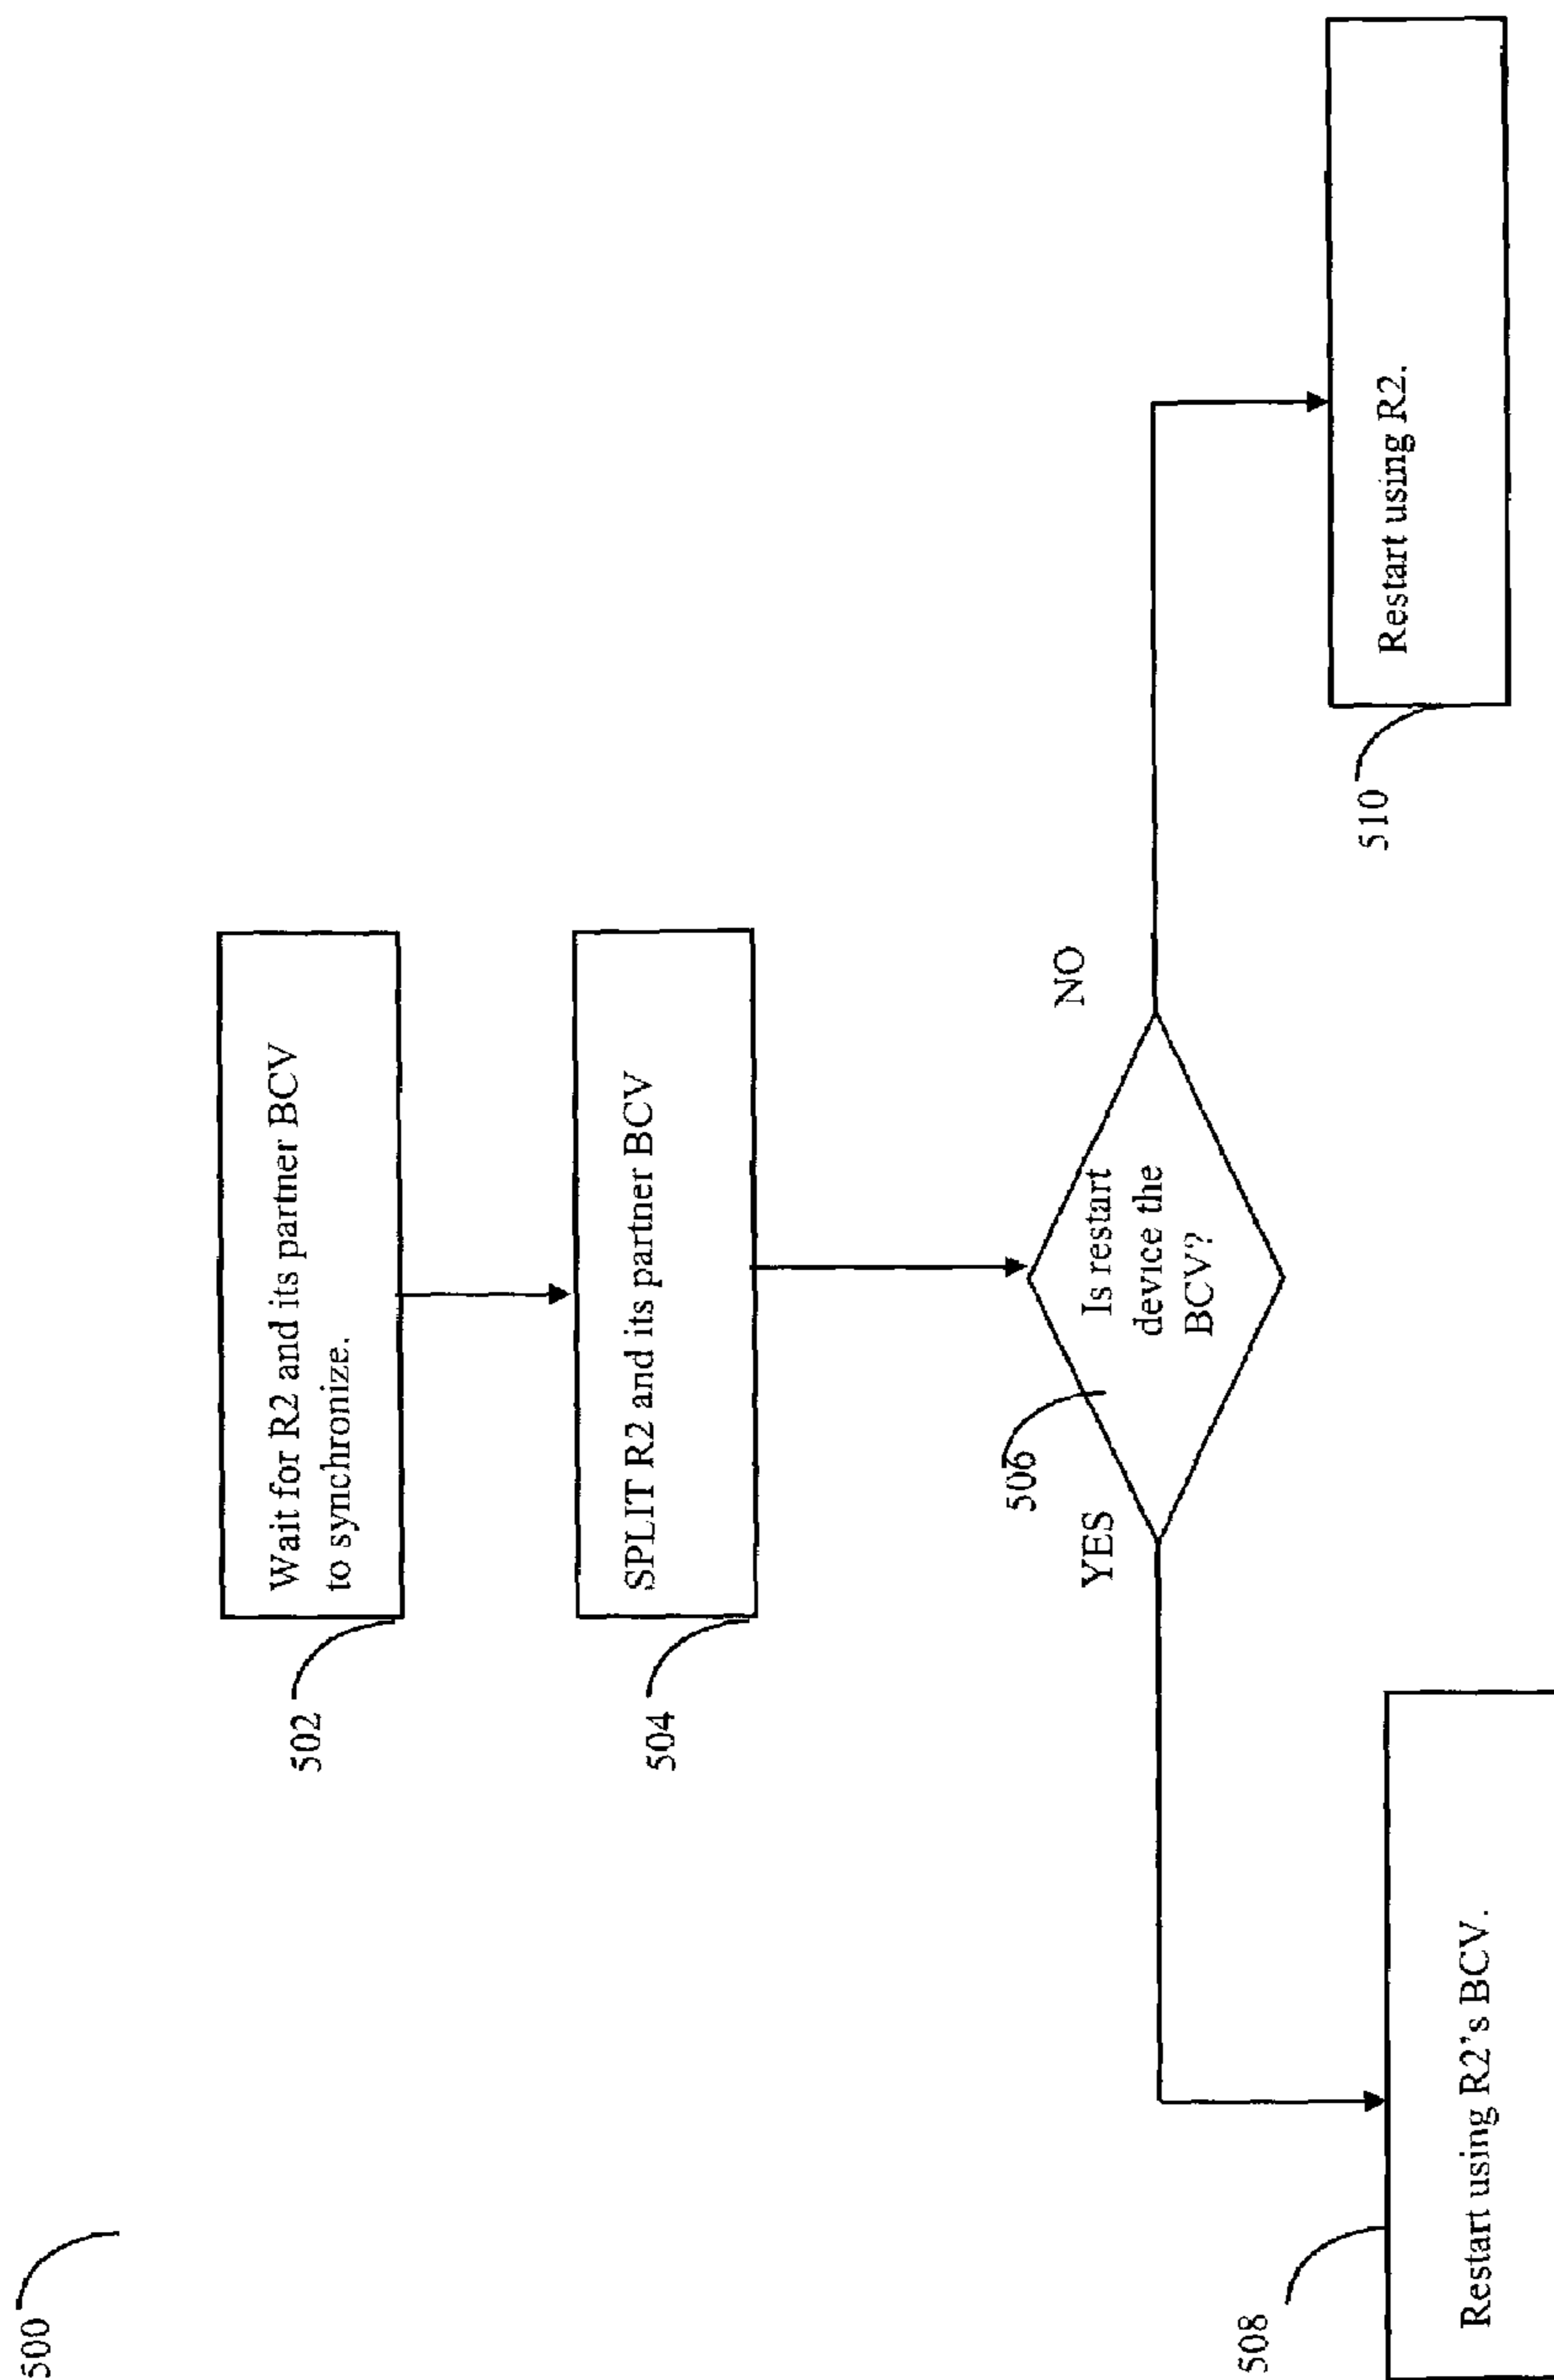 500
502
Wait for R2 and its partner BCV
to synchronize.
504
SPLIT R2 and its partner BCV
506
Is restart
device the
BCV?
YES
NO
508
Restart using R2’s BCV.
510
Restart using R2.